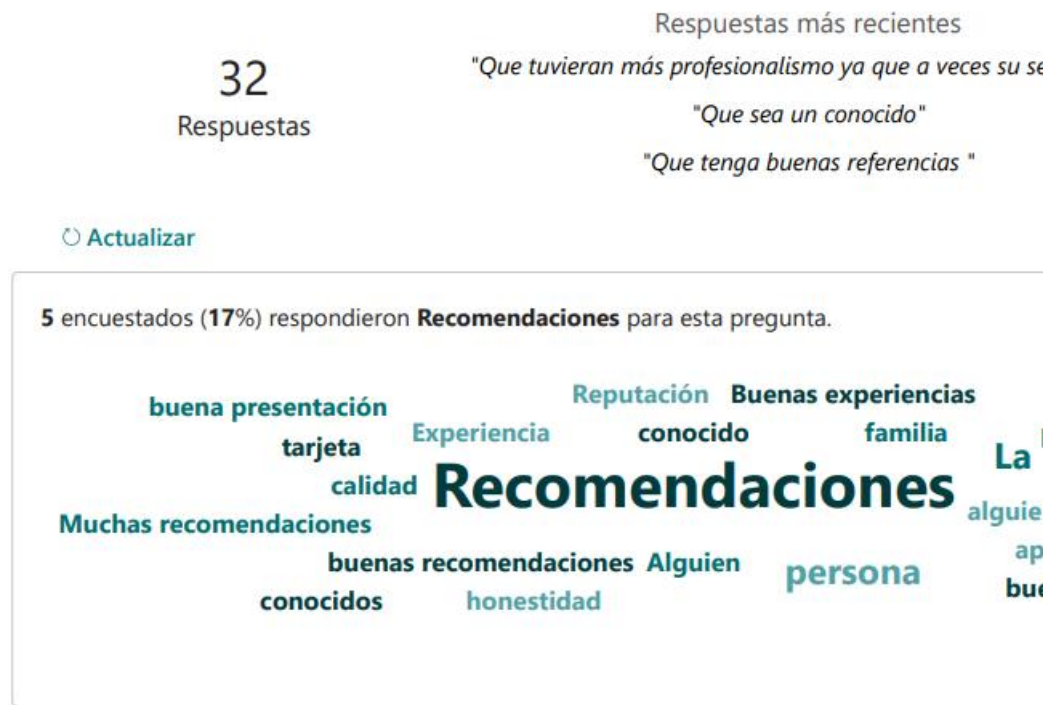 Respuestas más recientes
32
Respuestas
"Que tuvieran más profesionalismo ya que a veces su
"Que sea un conocido"
"Que tenga buenas referencias "
Actualizar
5 encuestados (17%) respondieron Recomendaciones para esta pregunta.
Reputación Buenas experiencias
buena presentación
Experiencia conocido familia
tarjeta
La
calidad Recomendaciones
Muchas recomendaciones
buenas recomendaciones Alguien persona
conocidos honestidad